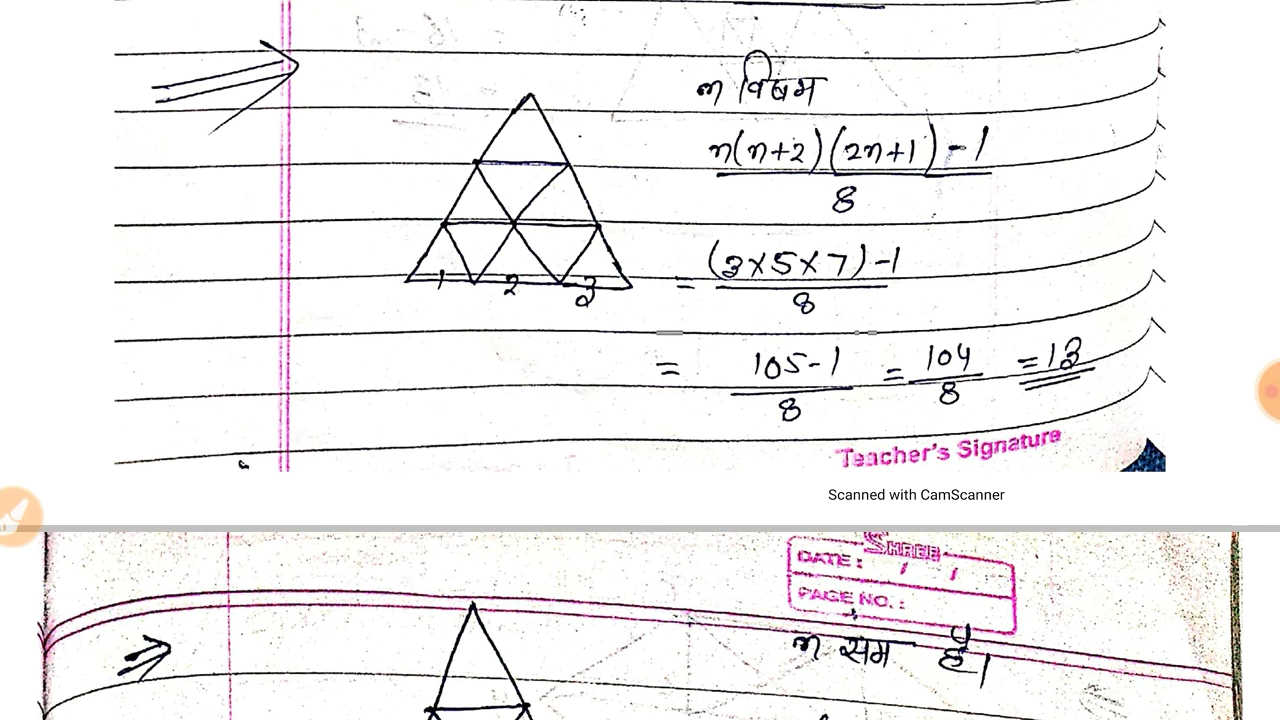 n विषम
n(n+2)(2n+1)-1
8
= (3×5×7)-1
8
1 2 3
= 105-1 = 104 = 13
8 8
Teacher's Signature
Scanned with CamScanner
SHREE
DATE: / /
PAGE NO.:
n सम है।